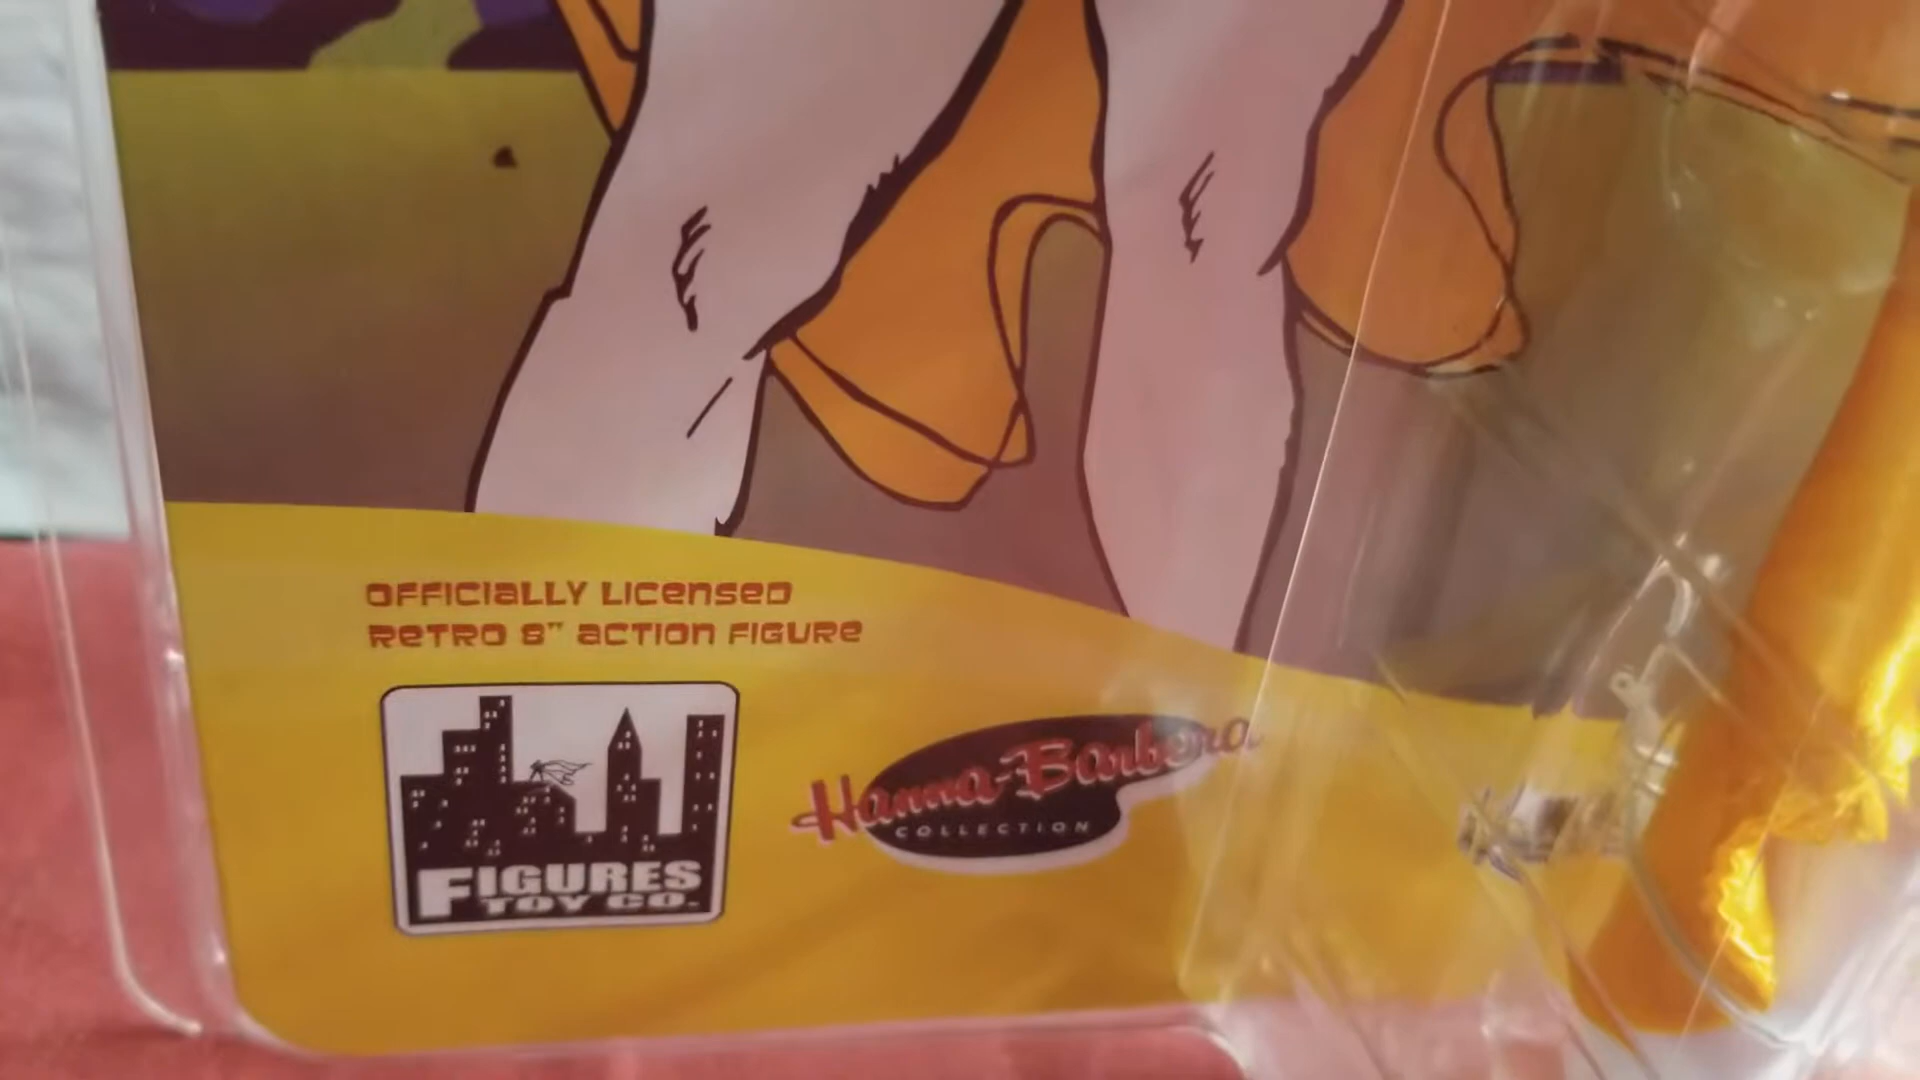 OFFICIALLY LICENSED
RETRO 8" ACTION FIGURE
FIGURES
TOY CO.
Hanna-Barbera
COLLECTION